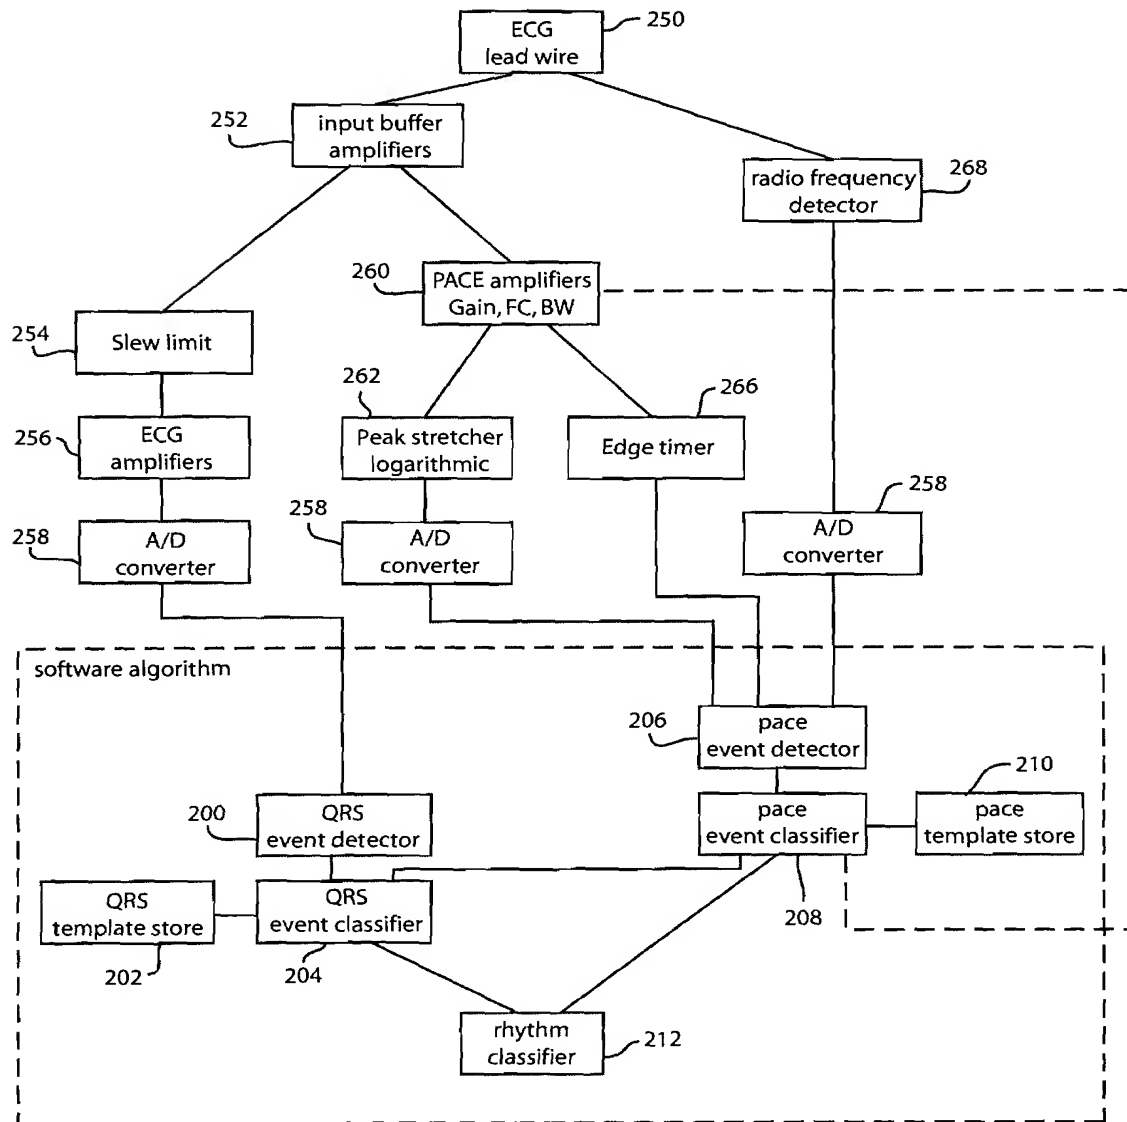 ECG
lead wire
250
252
input buffer
amplifiers
radio frequency
detector
268
260
PACE amplifiers
Gain, FC, BW
254
Slew limit
262
266
256
ECG
amplifiers
Peak stretcher
logarithmic
Edge timer
258
258
258
A/D
converter
A/D
converter
A/D
converter
software algorithm
206
pace
event detector
210
200
QRS
event detector
pace
event classifier
pace
template store
QRS
template store
QRS
event classifier
208
202
204
rhythm
classifier
212